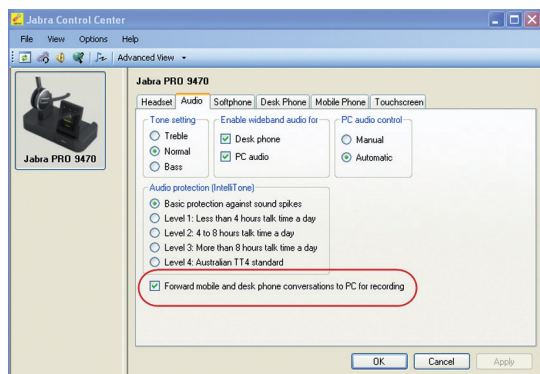 Jabra Control Center
File View Options Help
Advanced View
Jabra PRO 9470
Jabra PRO 9470
Headset Audio Softphone Desk Phone Mobile Phone Touchscreen
Tone setting
Treble
Normal
Bass
Enable wideband audio for
Desk phone
PC audio
PC audio control
Manual
Automatic
Audio protection (IntelliTone)
Basic protection against sound spikes
Level 1: Less than 4 hours talk time a day
Level 2: 4 to 8 hours talk time a day
Level 3: More than 8 hours talk time a day
Level 4: Australian TT4 standard
Forward mobile and desk phone conversations to PC for recording
OK Cancel Apply